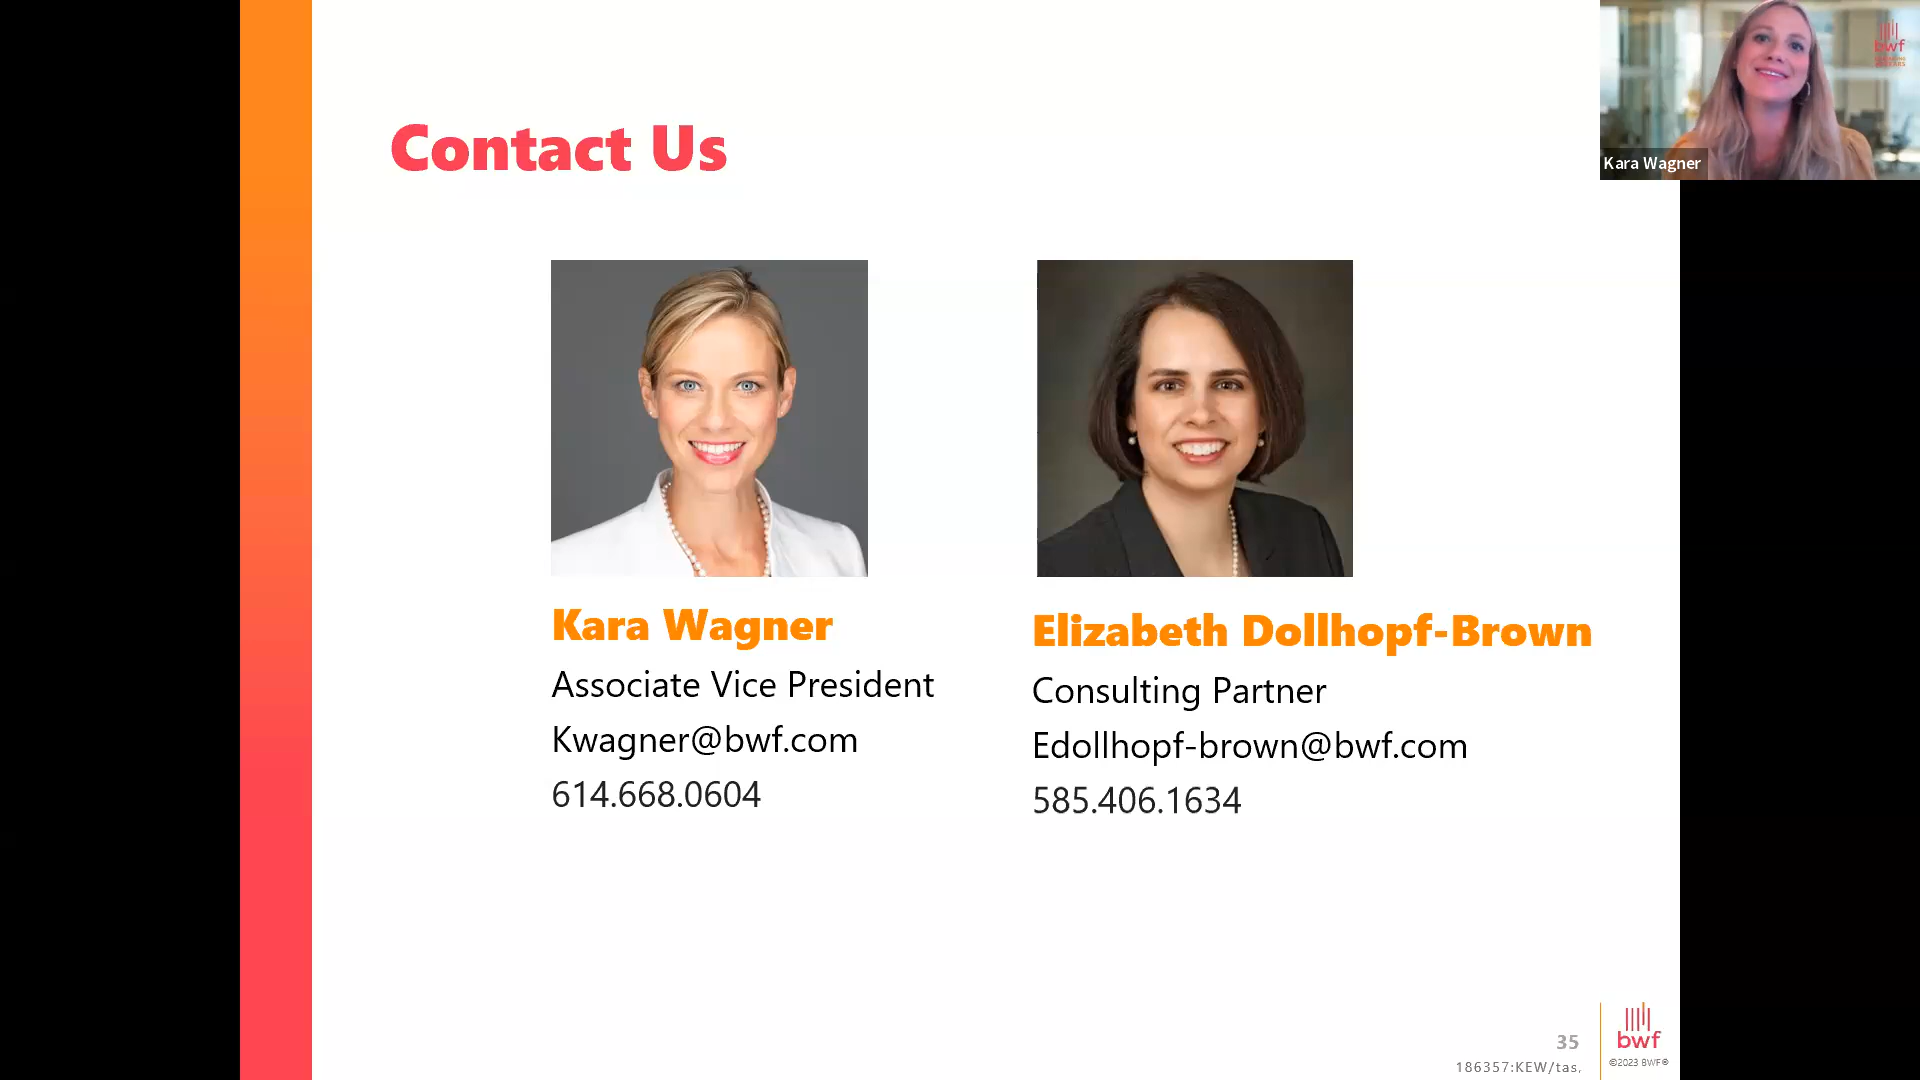 Contact Us
bwf
Kara Wagner
Kara Wagner
Associate Vice President
Kwagner@bwf.com
614.668.0604
Elizabeth Dollhopf-Brown
Consulting Partner
Edollhopf-brown@bwf.com
585.406.1634
35
186357:KEW/tas,
bwf
©2023 BWF®